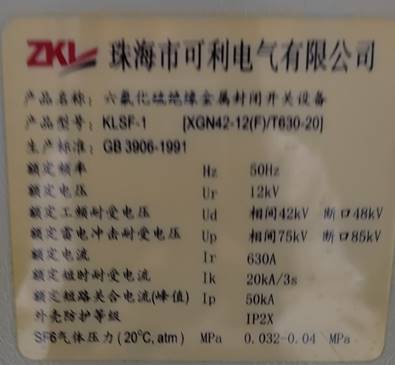 ZKL 珠海市可利电气有限公司
产品名称: 六氟化硫绝缘金属封闭开关设备
产品型号: KLSF-1 [XGN42-12(F)/T630-20]
生产标准: GB 3906-1991
额定频率 Hz 50Hz
额定电压 Ur 12kV
额定工频耐受电压 Ud 相间42kV 断口48kV
额定雷电冲击耐受电压 Up 相间75kV 断口85kV
额定电流 Ir 630A
额定短时耐受电流 Ik 20kA/3s
额定短路关合电流(峰值) Ip 50kA
外壳防护等级 IP2X
SF6气体压力(20°C, atm) MPa 0.032-0.04 MPa